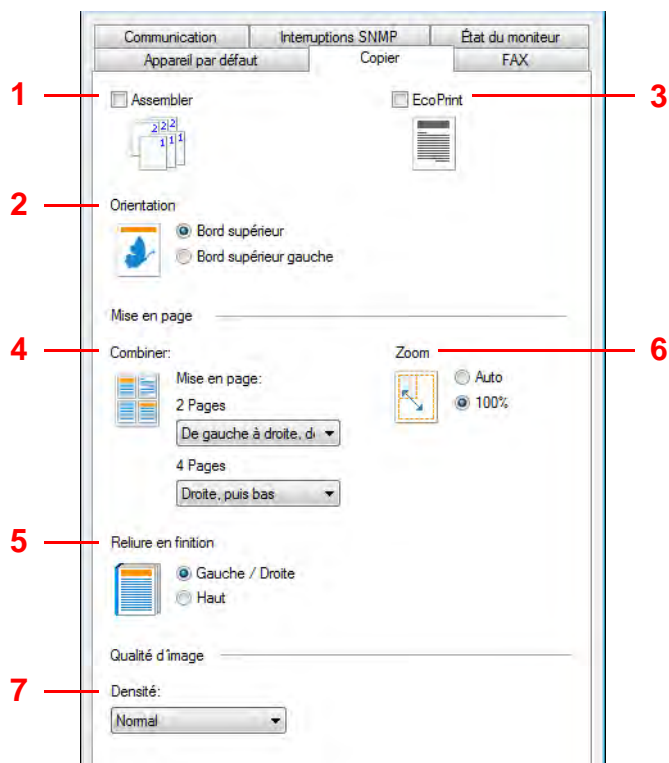 Communication
Interruptions SNMP
État du moniteur
Appareil par défaut
Copier
FAX
1
Assembler
EcoPrint
3
222
111
2
Orientation
Bord supérieur
Bord supérieur gauche
Mise en page
4
Combiner:
Zoom
6
Mise en page:
Auto
2 Pages
100%
De gauche à droite, d
4 Pages
Droite, puis bas
5
Reliure en finition
Gauche / Droite
Haut
Qualité d'image
7
Densité:
Normal